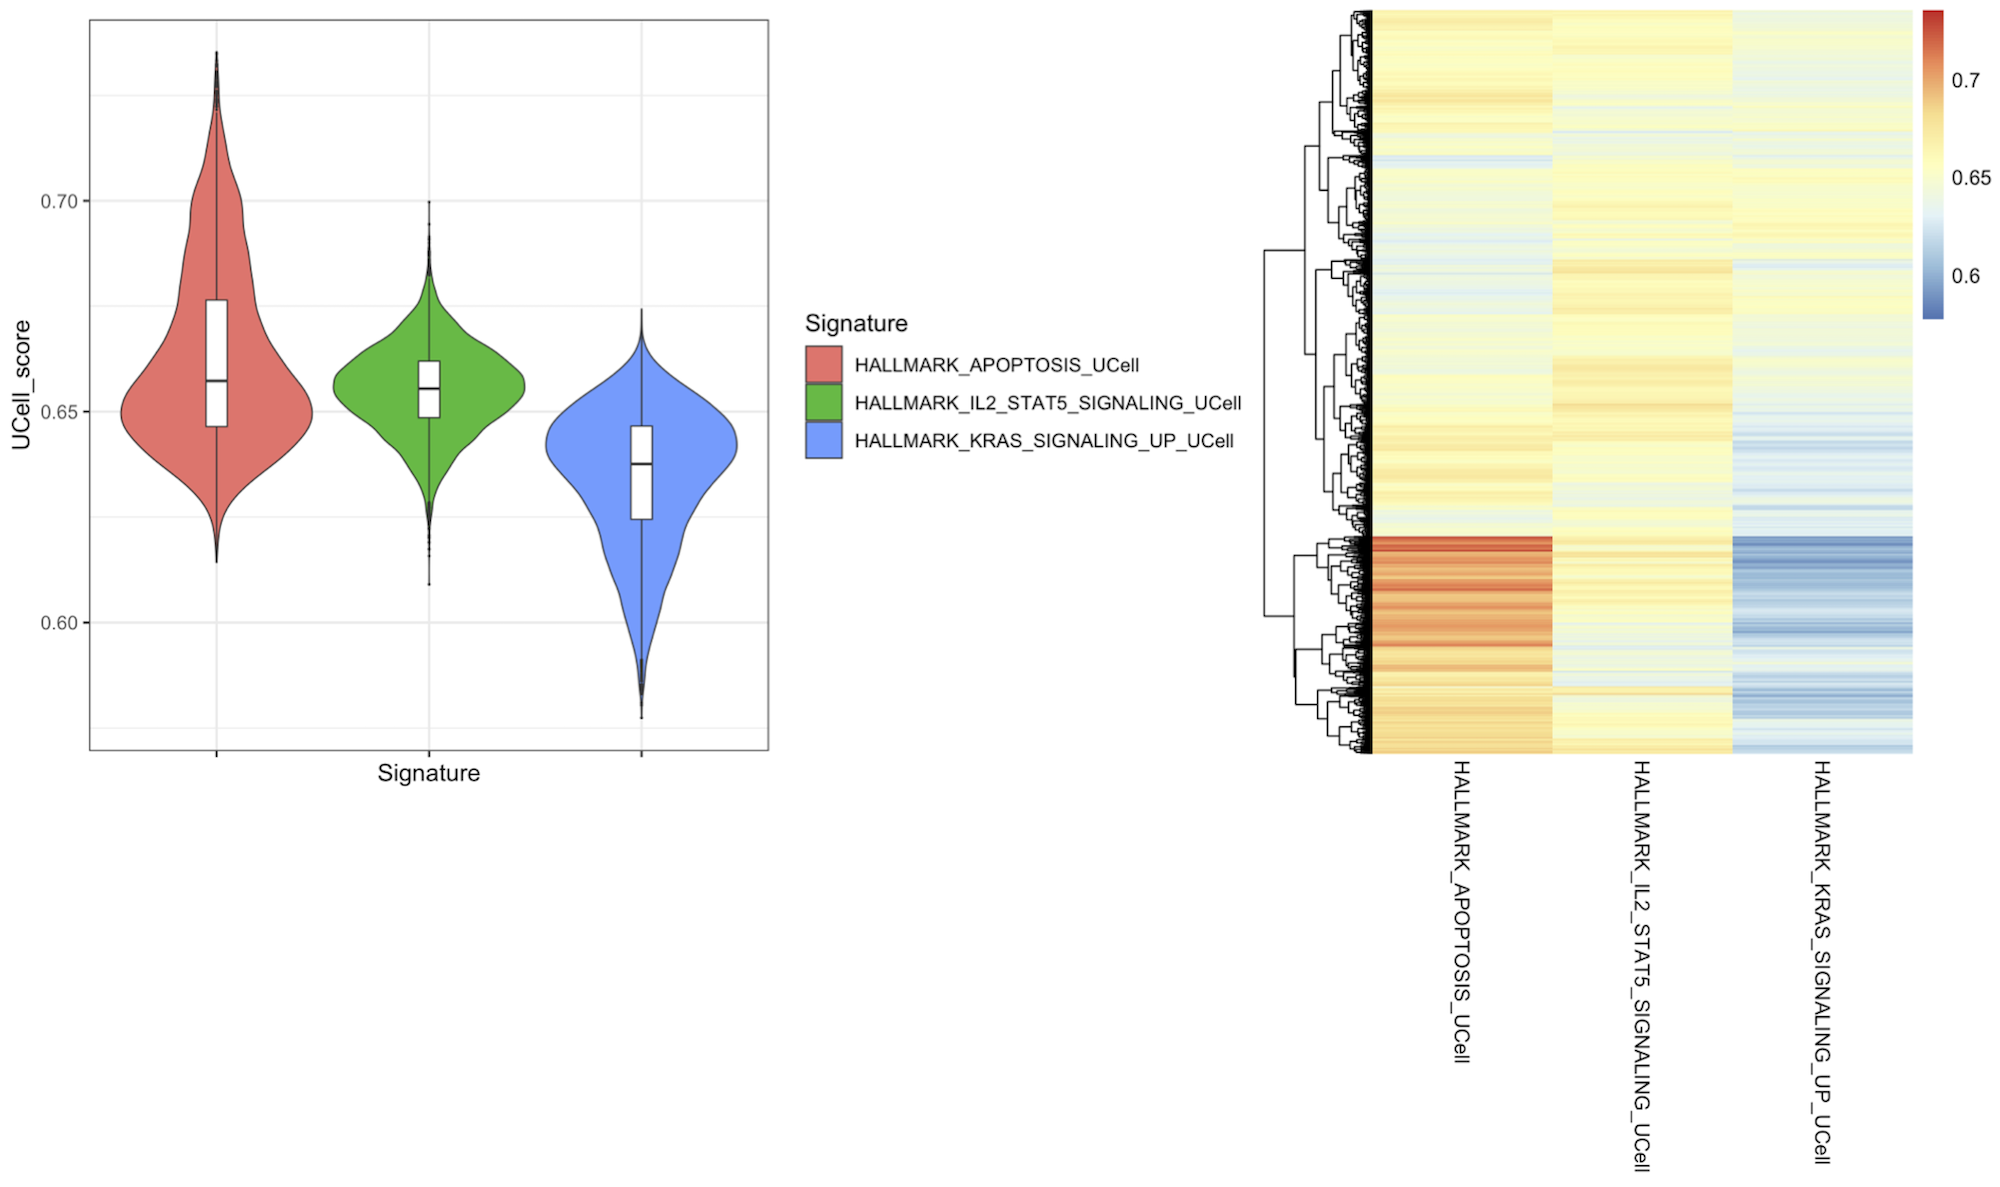 UCell_score
0.70
0.65
0.60
Signature
Signature
HALLMARK_APOPTOSIS_UCell
HALLMARK_IL2_STAT5_SIGNALING_UCell
HALLMARK_KRAS_SIGNALING_UP_UCell
0.7
0.65
0.6
HALLMARK_APOPTOSIS_UCell
HALLMARK_IL2_STAT5_SIGNALING_UCell
HALLMARK_KRAS_SIGNALING_UP_UCell